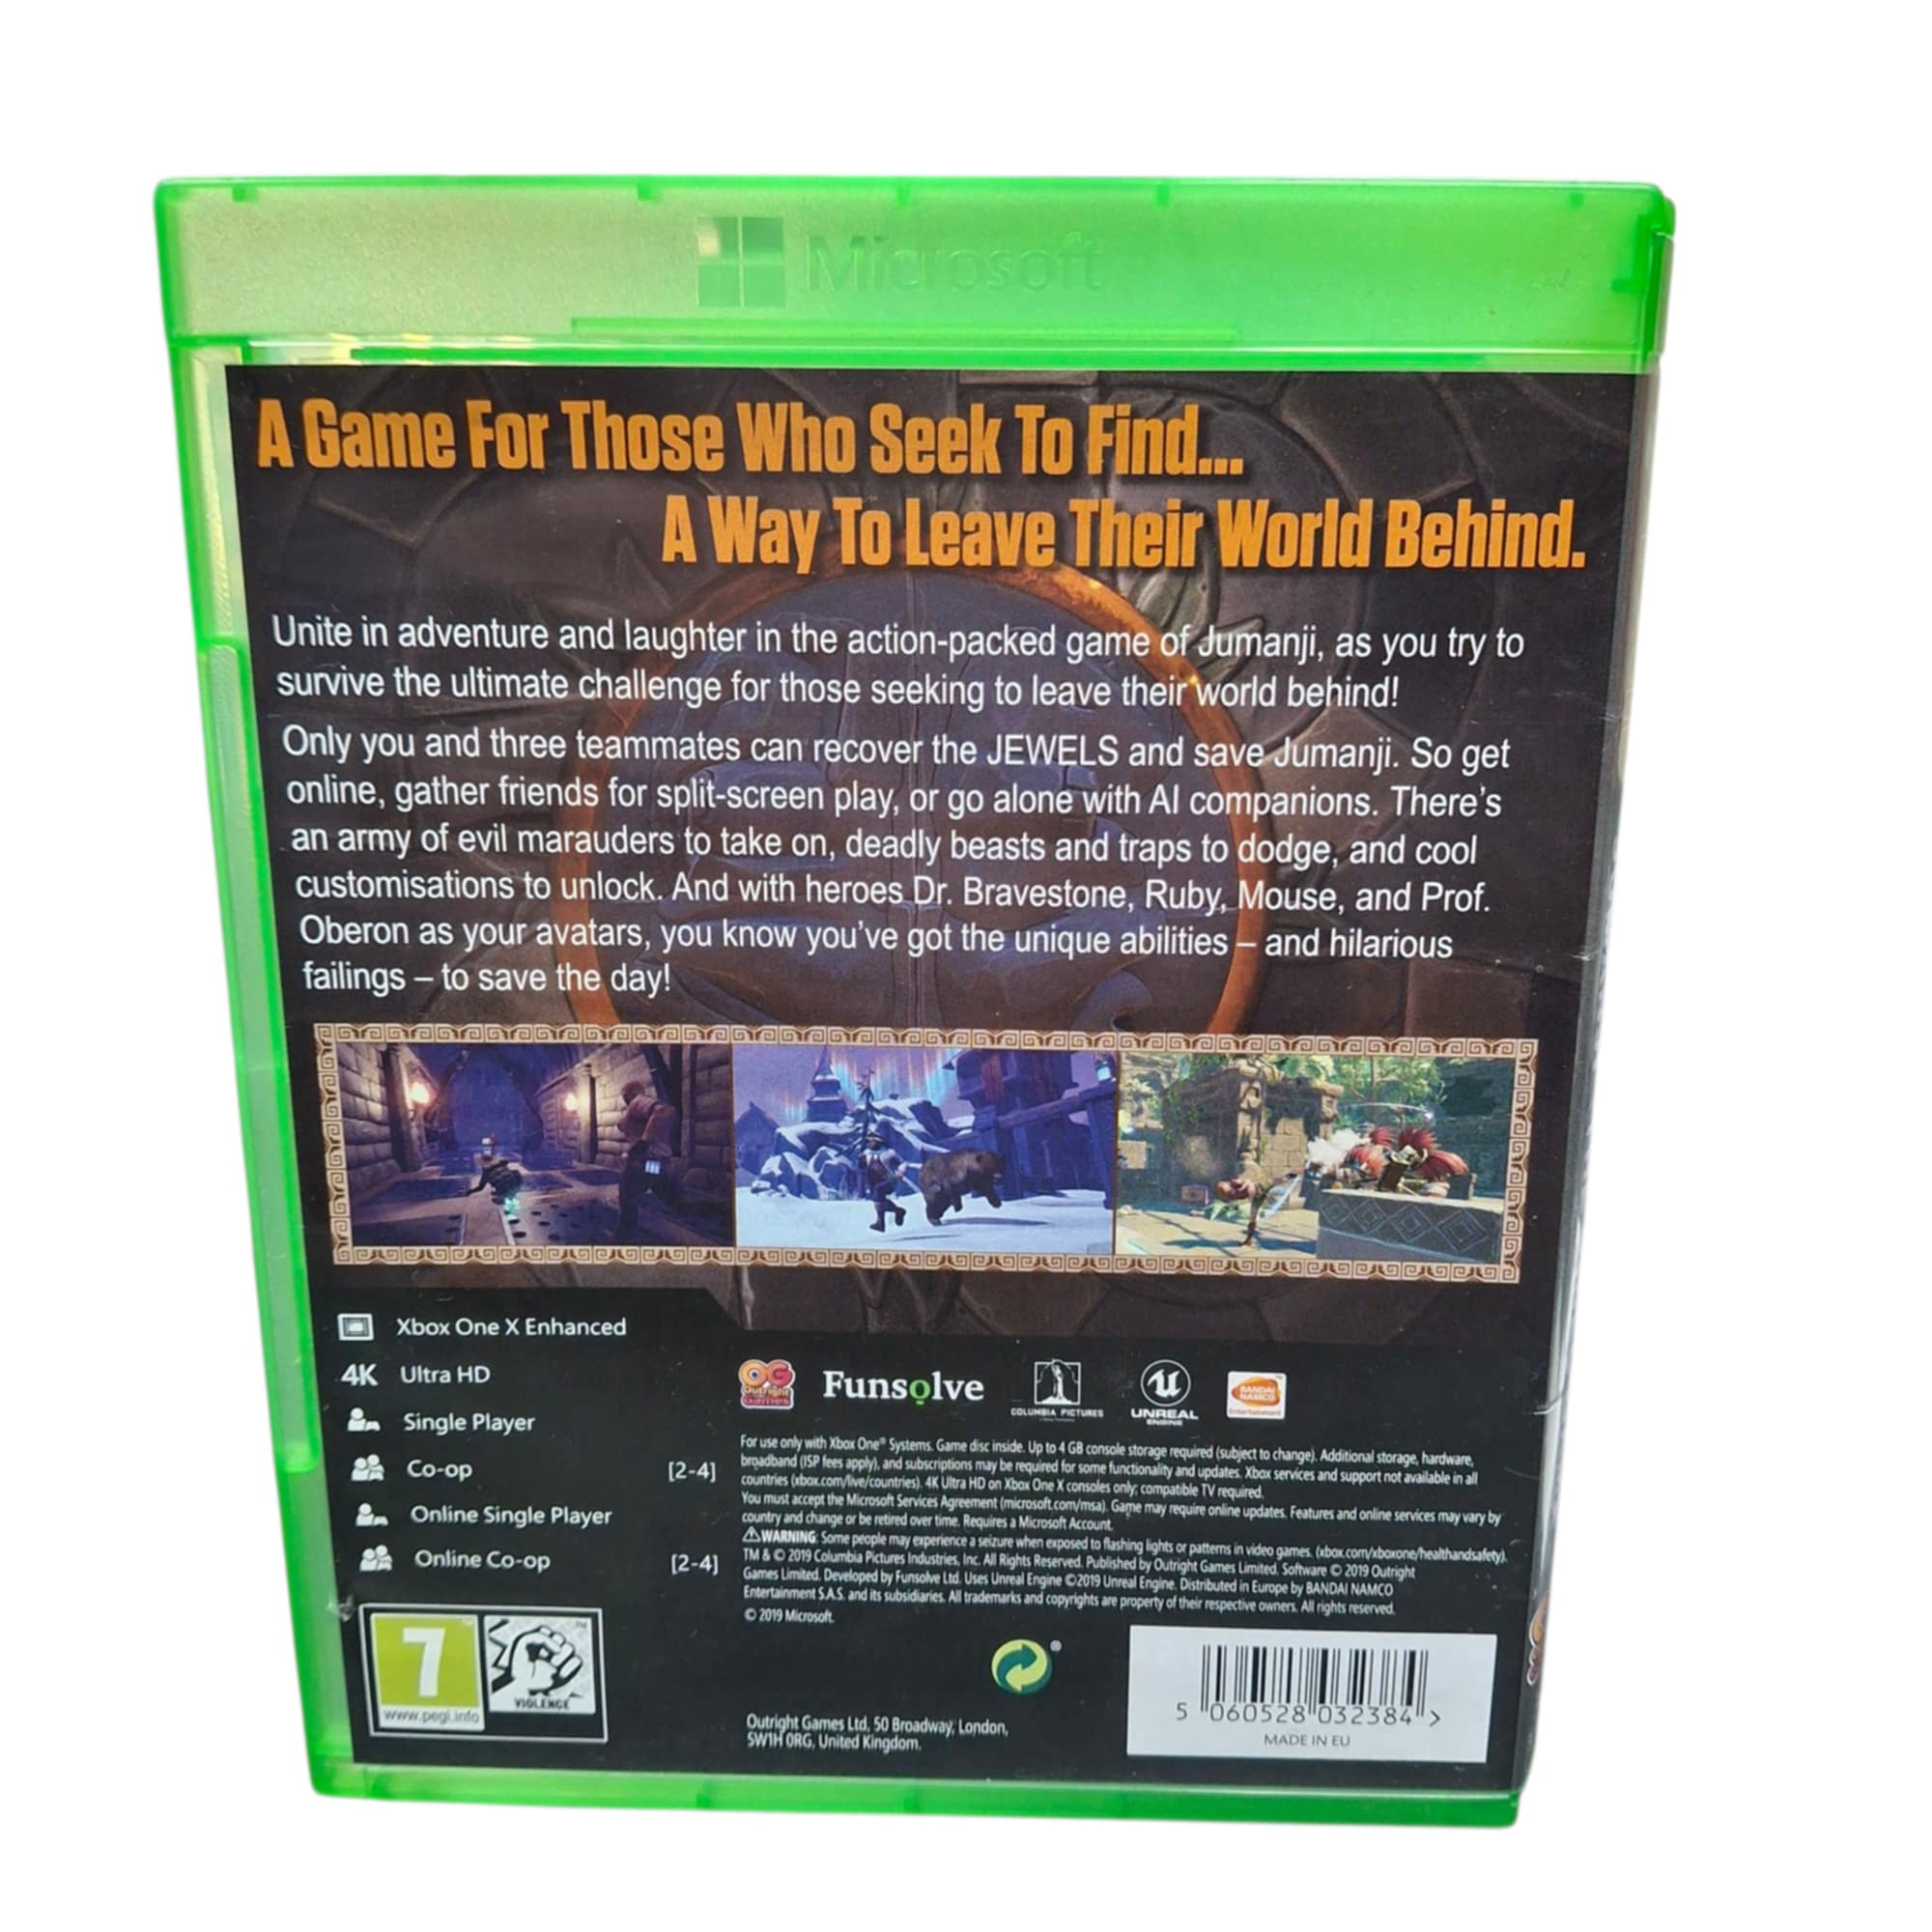 Microsoft
A Game For Those Who Seek To Find...
A Way To Leave Their World Behind.
Unite in adventure and laughter in the action-packed game of Jumanji, as you try to
survive the ultimate challenge for those seeking to leave their world behind!
Only you and three teammates can recover the JEWELS and save Jumanji. So get
online, gather friends for split-screen play, or go alone with AI companions. There's
an army of evil marauders to take on, deadly beasts and traps to dodge, and cool
customisations to unlock. And with heroes Dr. Bravestone, Ruby, Mouse, and Prof.
Oberon as your avatars, you know you've got the unique abilities – and hilarious
failings – to save the day!
Xbox One X Enhanced
4K Ultra HD
Single Player
Co-op [2-4]
Online Single Player
Online Co-op [2-4]
OG Outright Games
Funsolve
COLUMBIA PICTURES
UNREAL ENGINE
BANDAI NAMCO Entertainment
For use only with Xbox One® Systems. Game disc inside. Up to 4 GB console storage required (subject to change). Additional storage, hardware,
broadband (ISP fees apply), and subscriptions may be required for some functionality and updates. Xbox services and support not available in all
countries (xbox.com/live/countries). 4K Ultra HD on Xbox One X consoles only; compatible TV required.
You must accept the Microsoft Services Agreement (microsoft.com/msa). Game may require online updates. Features and online services may vary by
country and change or be retired over time. Requires a Microsoft Account.
⚠WARNING: Some people may experience a seizure when exposed to flashing lights or patterns in video games. (xbox.com/xboxone/healthandsafety).
TM & © 2019 Columbia Pictures Industries, Inc. All Rights Reserved. Published by Outright Games Limited. Software © 2019 Outright
Games Limited. Developed by Funsolve Ltd. Uses Unreal Engine ©2019 Unreal Engine. Distributed in Europe by BANDAI NAMCO
Entertainment S.A.S. and its subsidiaries. All trademarks and copyrights are property of their respective owners. All rights reserved.
© 2019 Microsoft.
7
www.pegi.info
VIOLENCE
®
Outright Games Ltd, 50 Broadway, London,
SW1H 0RG, United Kingdom.
5 060528 032384 >
MADE IN EU